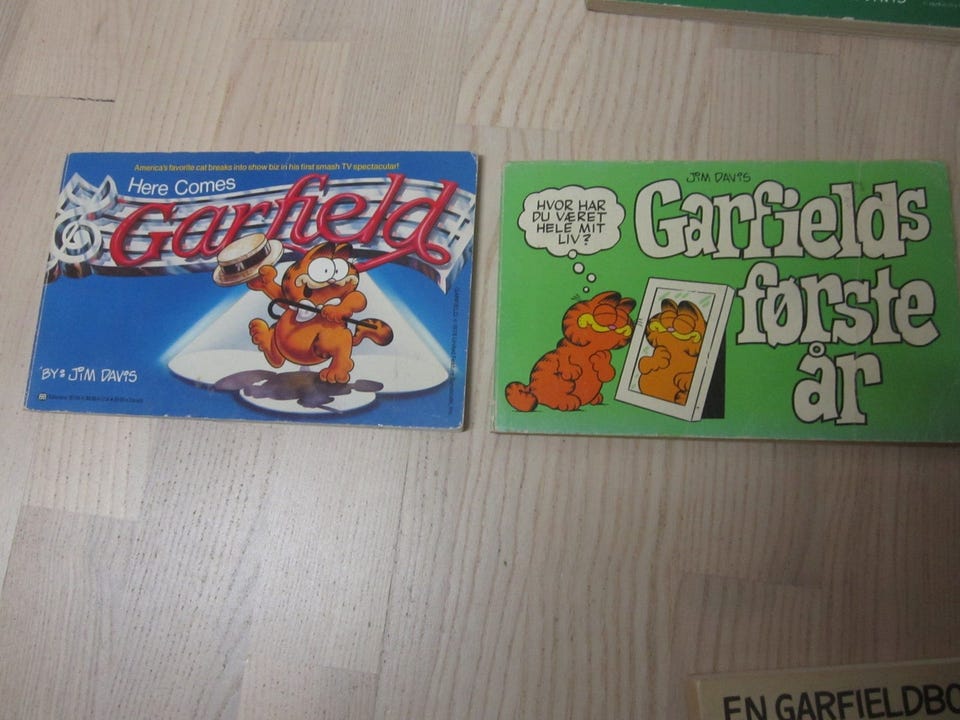 America's favorite cat breaks into show biz in his first smash TV spectacular!
Here Comes
Garfield
BY: JIM DAVIS
JIM DAVIS
Garfields
første
år
HVOR HAR
DU VÆRET
HELE MIT
LIV?
EN GARFIELDBO